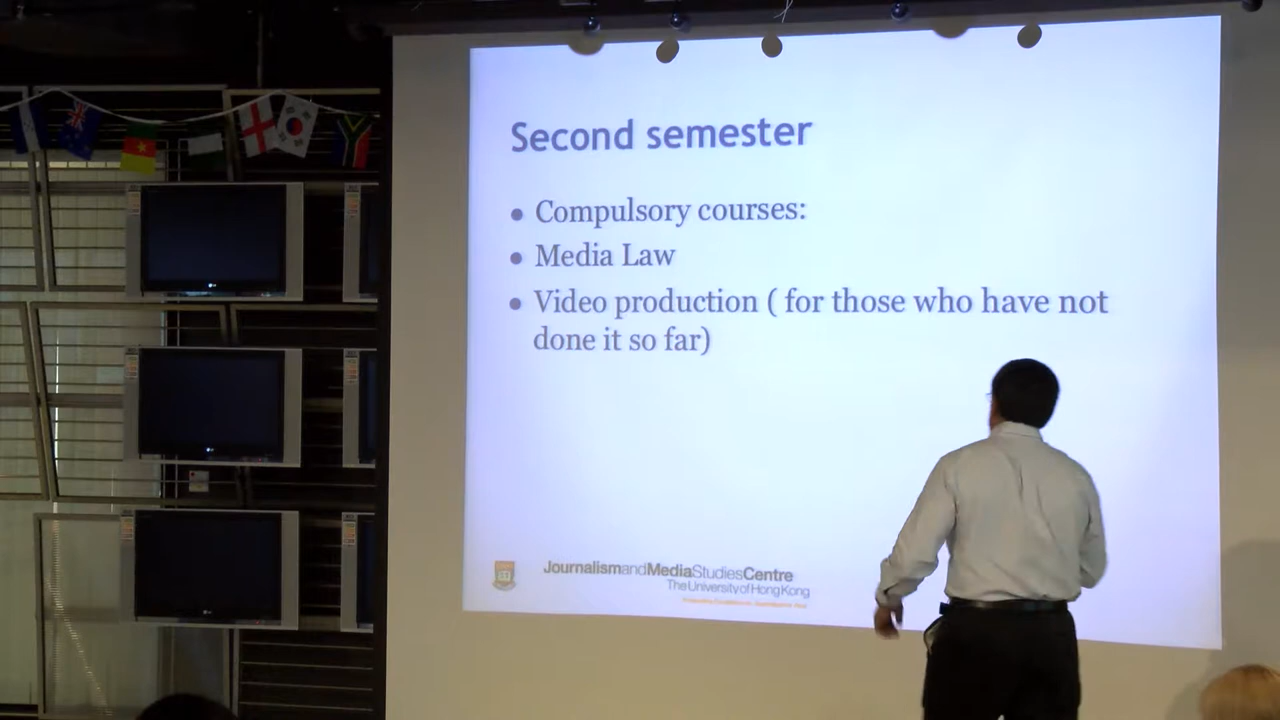 Second semester
• Compulsory courses:
• Media Law
• Video production ( for those who have not
done it so far)
JournalismandMediaStudiesCentre
The University of Hong Kong